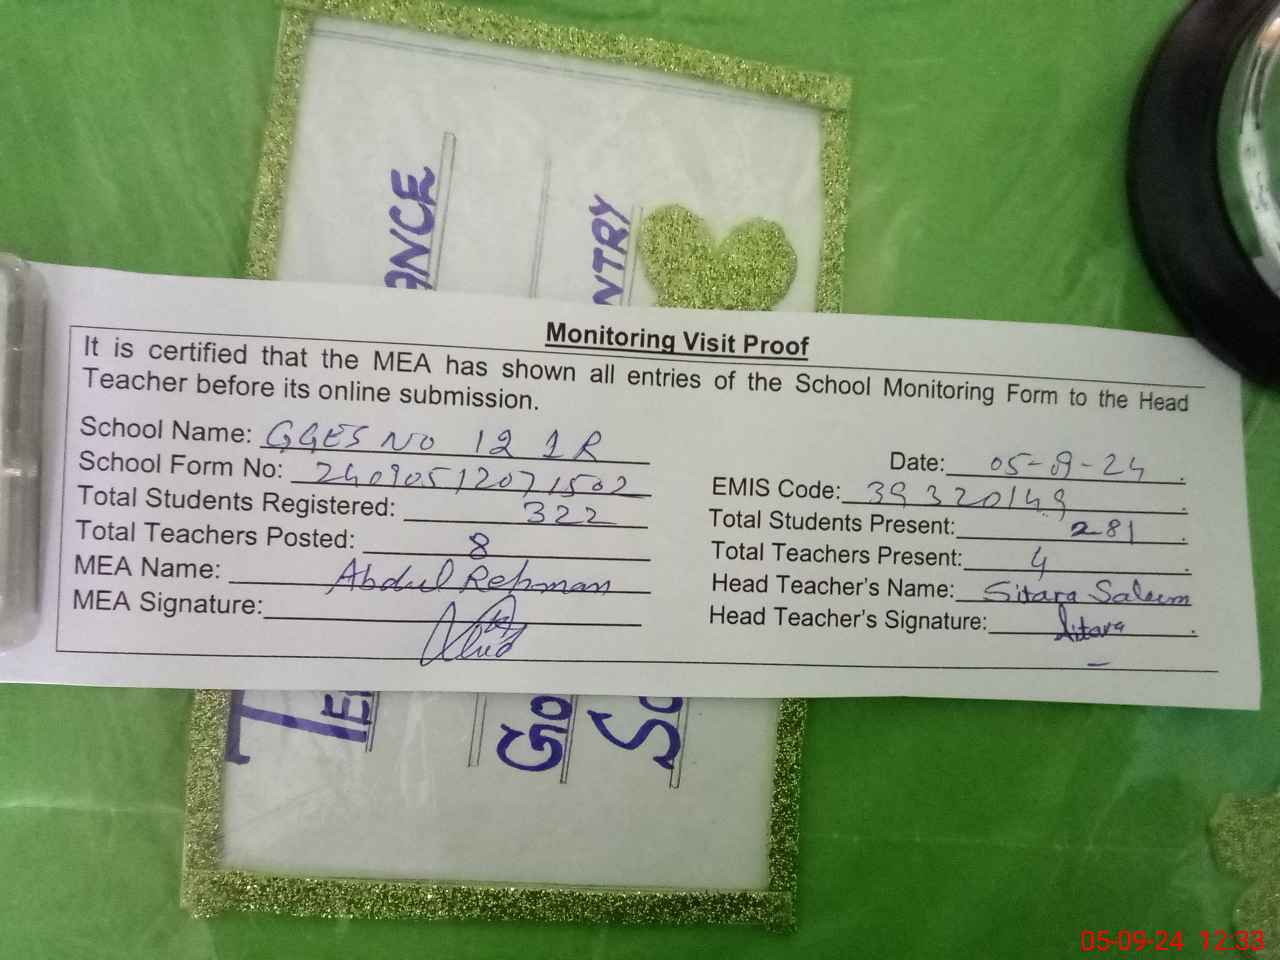 ANCE
NTRY
Monitoring Visit Proof
It is certified that the MEA has shown all entries of the School Monitoring Form to the Head
Teacher before its online submission.
School Name: GGES NO 12 1R
Date: 05-09-24
School Form No: 24090512071502
EMIS Code: 39320149
Total Students Registered: 322
Total Students Present: 281
Total Teachers Posted: 8
Total Teachers Present: 4
MEA Name: Abdul Rehman
Head Teacher's Name: Sitara Saleem
MEA Signature:
Head Teacher's Signature: Sitara
05-09-24 12:33